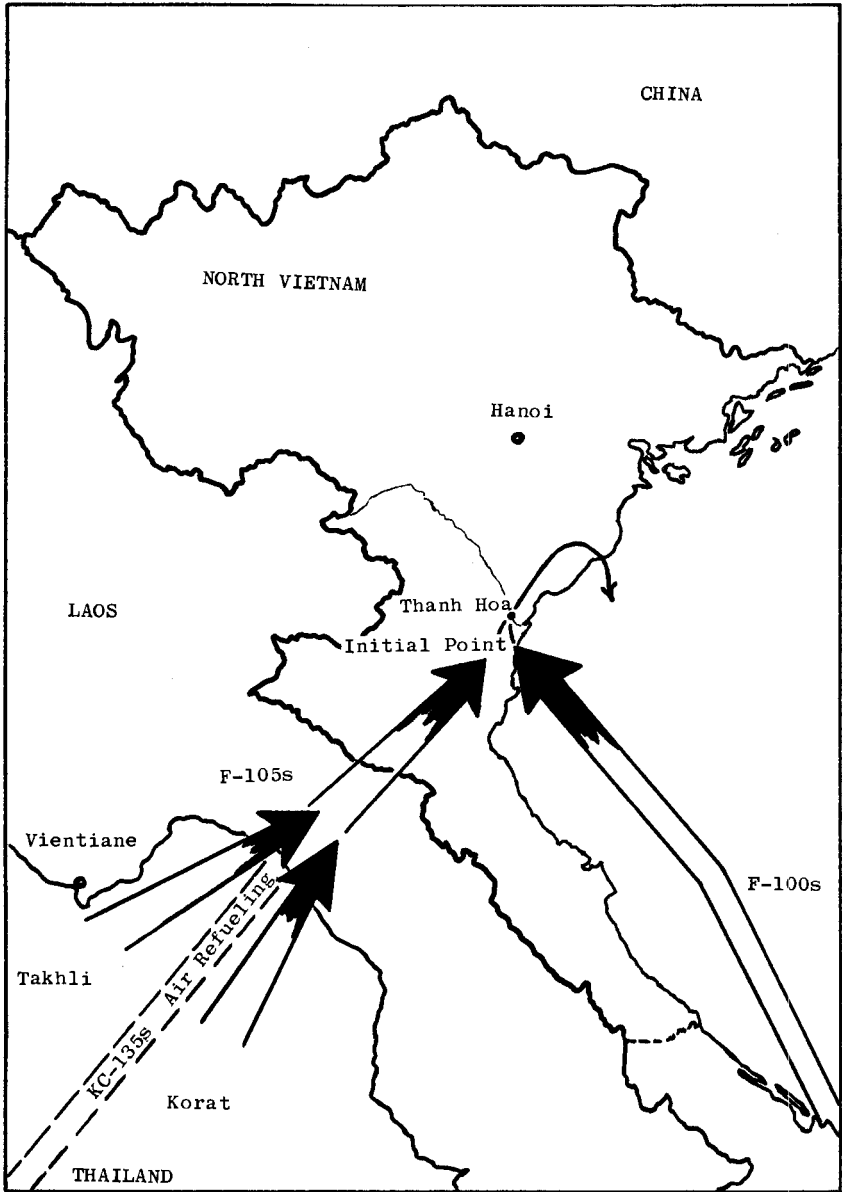 CHINA
NORTH VIETNAM
Hanoi
LAOS
Thanh Hoa
Initial Point
F-105s
Vientiane
F-100s
Takhli
KC-135s Air Refueling
Korat
THAILAND